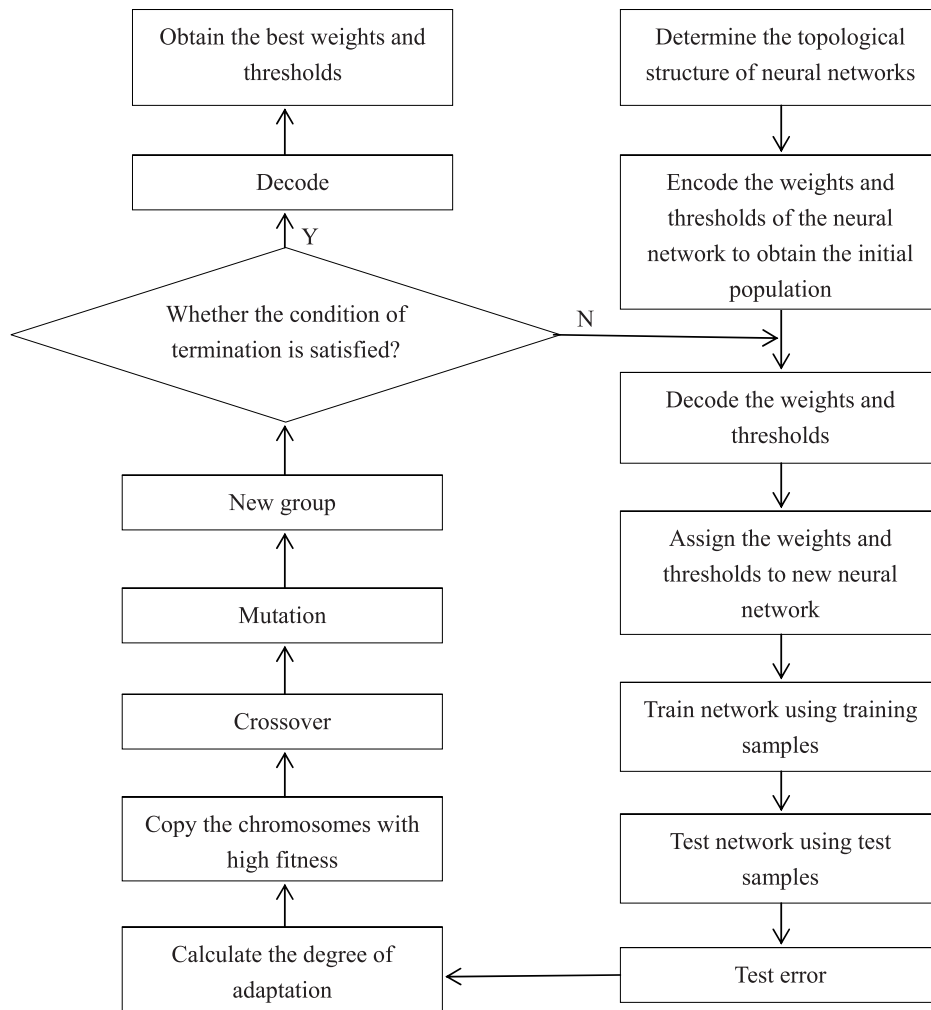 Obtain the best weights and
thresholds
Decode
Y
Whether the condition of
termination is satisfied?
N
New group
Mutation
Crossover
Copy the chromosomes with
high fitness
Calculate the degree of
adaptation
Determine the topological
structure of neural networks
Encode the weights and
thresholds of the neural
network to obtain the initial
population
Decode the weights and
thresholds
Assign the weights and
thresholds to new neural
network
Train network using training
samples
Test network using test
samples
Test error